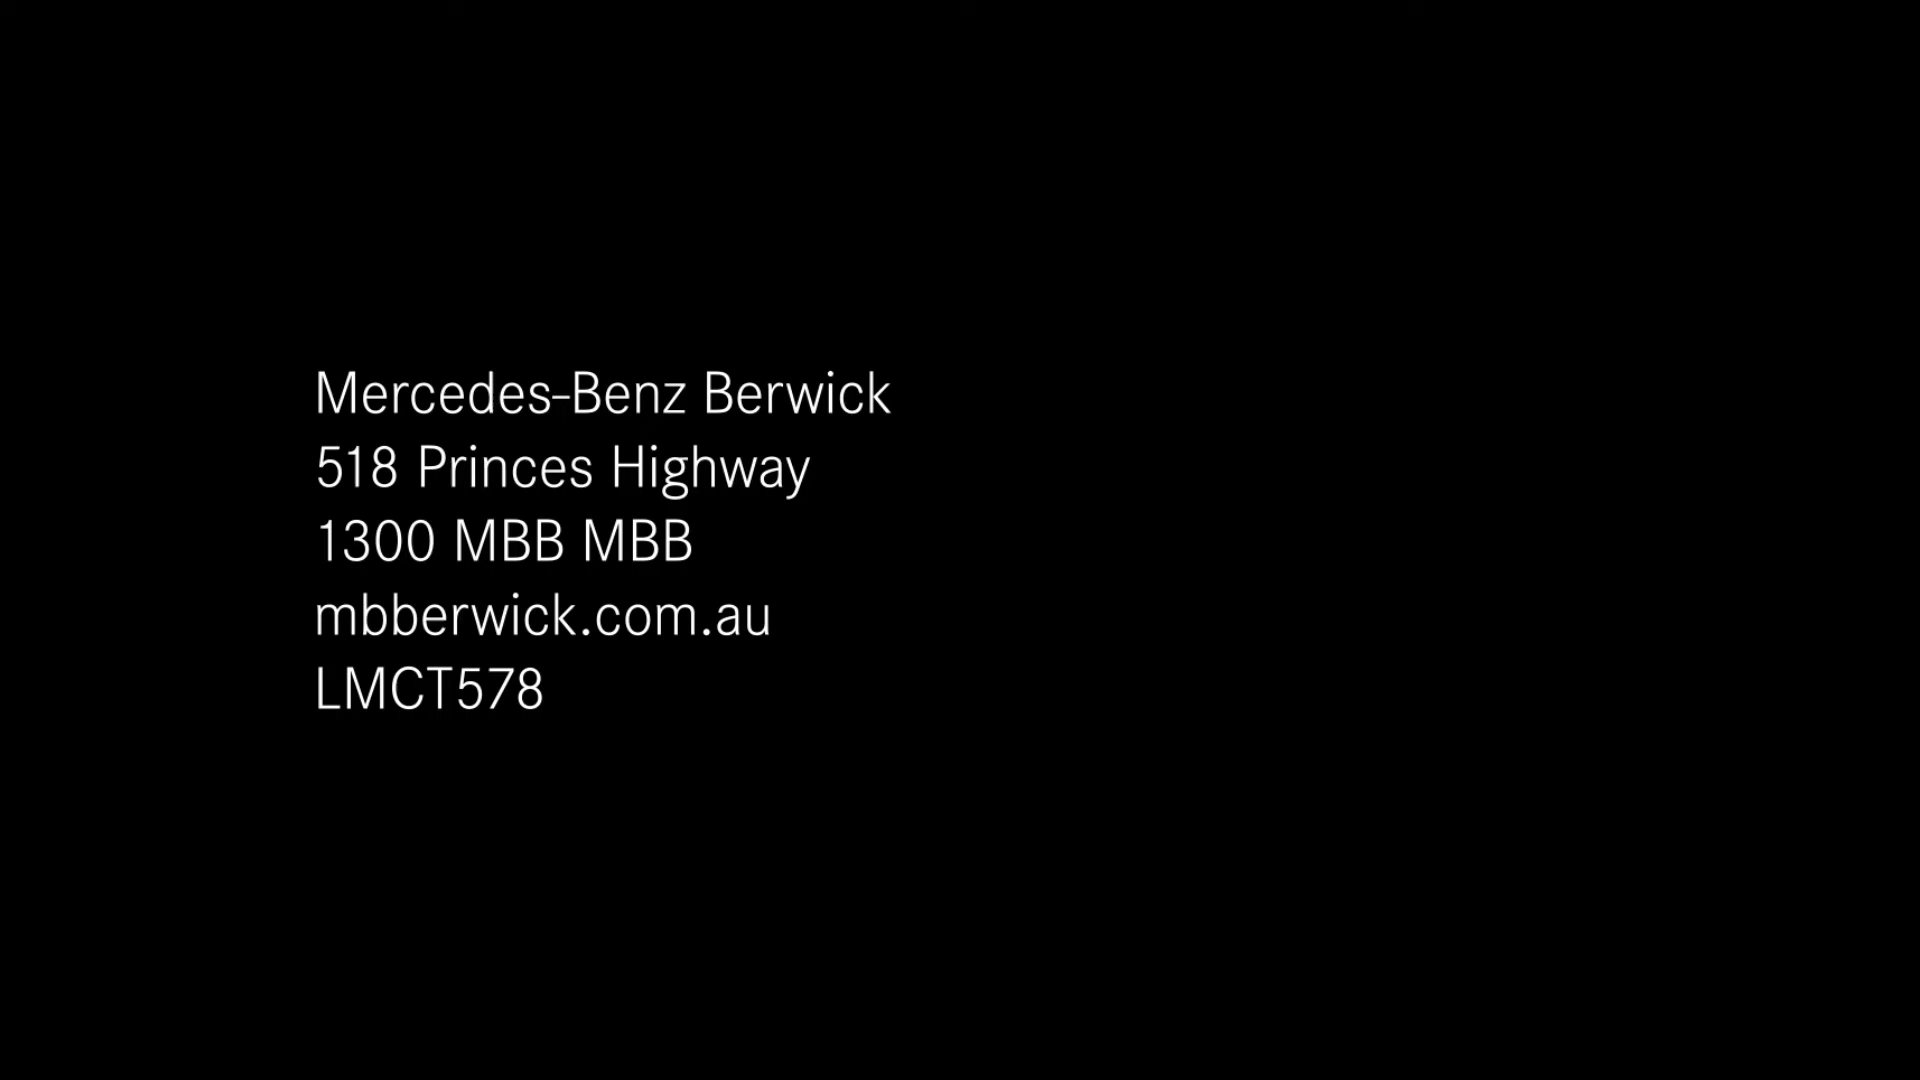 Mercedes-Benz Berwick
518 Princes Highway
1300 MBB MBB
mbberwick.com.au
LMCT578